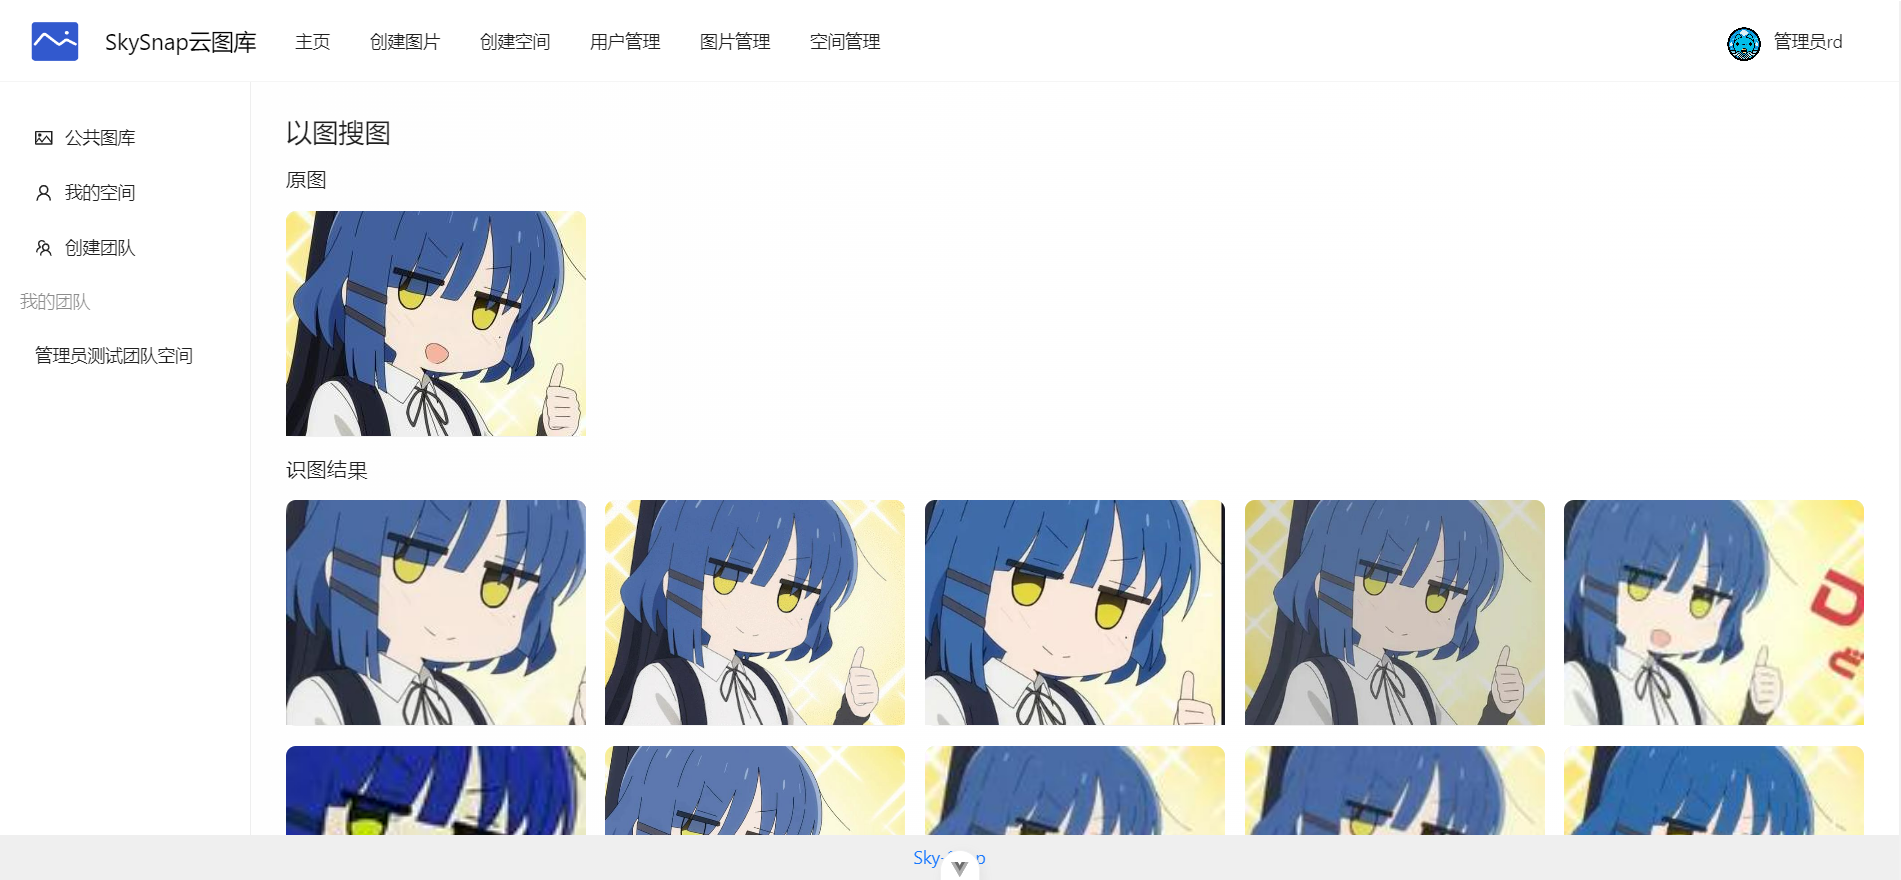 SkySnap云图库
主页
创建图片
创建空间
用户管理
图片管理
空间管理
管理员rd
公共图库
我的空间
创建团队
我的团队
管理员测试团队空间
以图搜图
原图
识图结果
ど